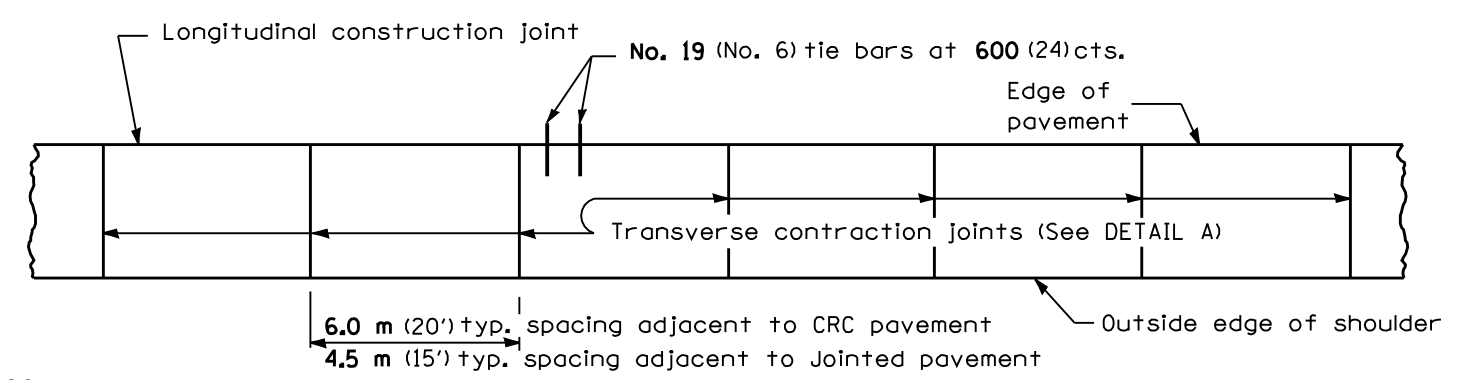 Longitudinal construction joint
No. 19 (No. 6) tie bars at 600 (24) cts.
Edge of
pavement
Transverse contraction joints (See DETAIL A)
6.0 m (20') typ. spacing adjacent to CRC pavement
4.5 m (15') typ. spacing adjacent to Jointed pavement
Outside edge of shoulder